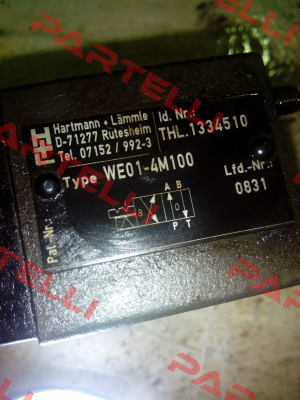 Hartmann + Lämmle
D-71277 Rutesheim
Tel. 07152 / 992-3
Id. Nr.:
THL.1334510
Type WE01-4M100
Lfd.-Nr.:
0831
Pat.-Nr.:
A B
a 0
P T
PARTELLI
PARTELLI
PARTELLI
PARTELLI